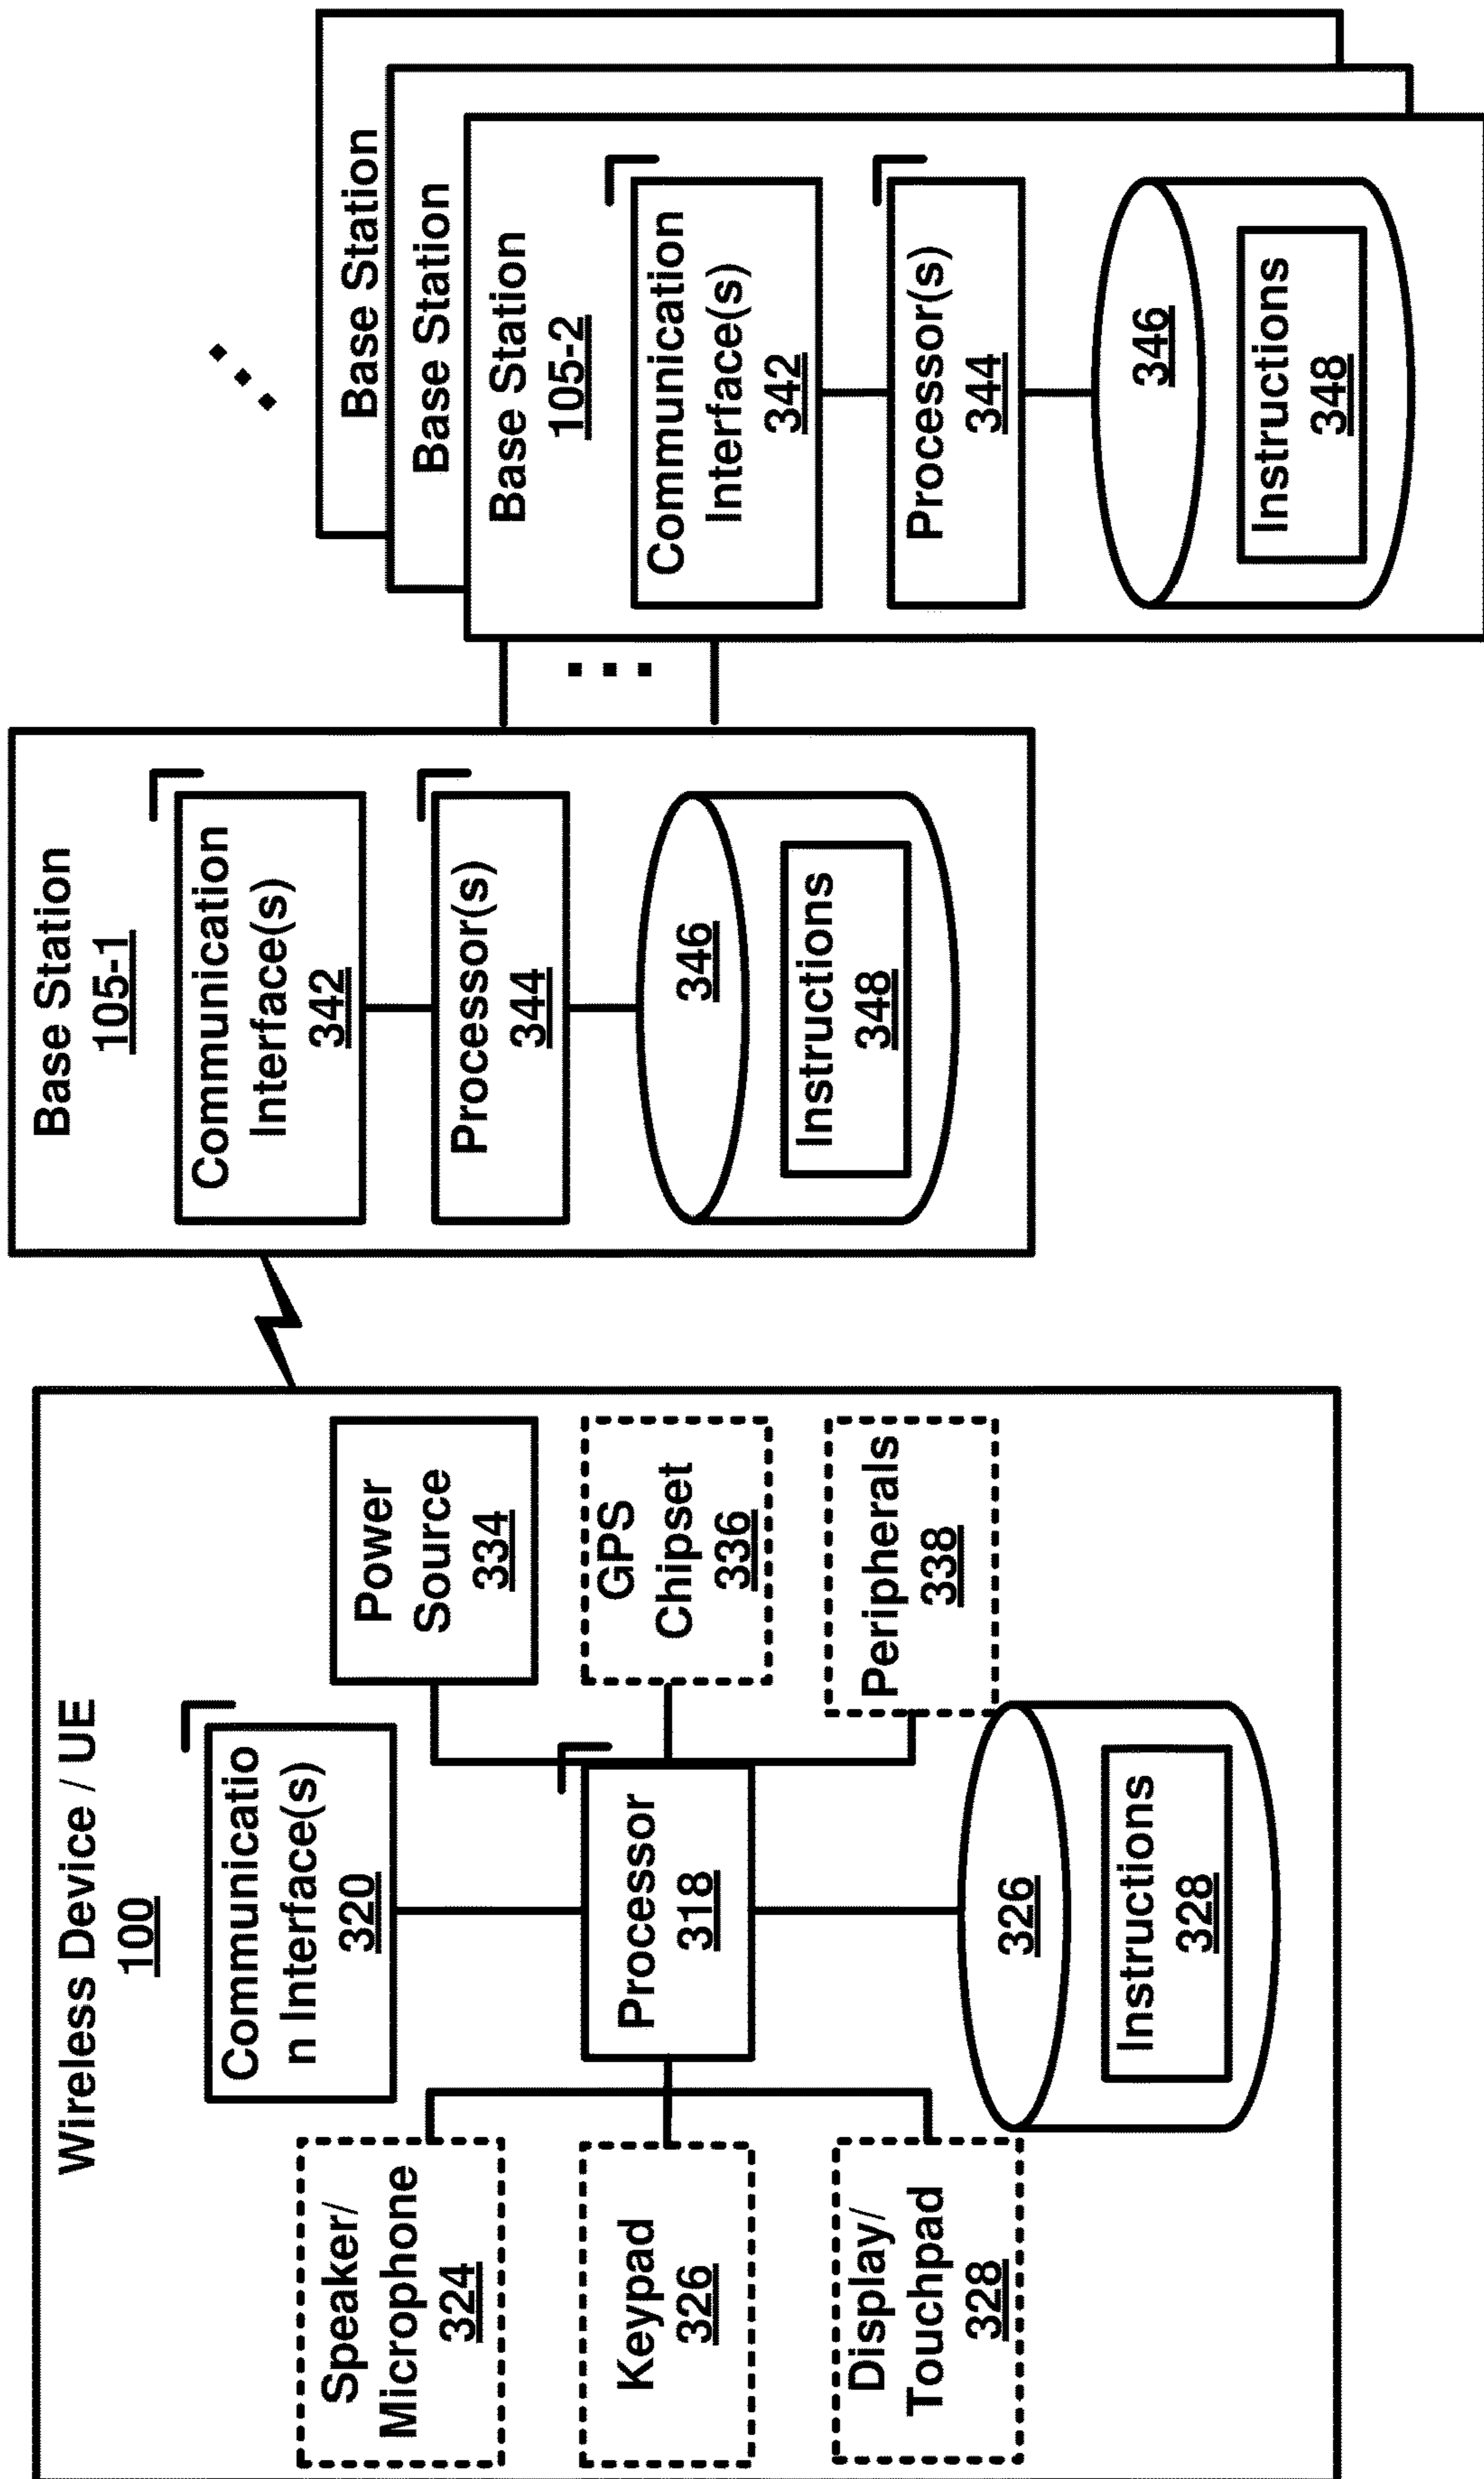 Wireless Device / UE
100
Communicatio
n Interface(s)
320
Speaker/
Microphone
324
Keypad
326
Display/
Touchpad
328
Processor
318
Power
Source
334
GPS
Chipset
336
Peripherals
338
326
Instructions
328
Base Station
105-1
Communication
Interface(s)
342
Processor(s)
344
346
Instructions
348
Base Station
Base Station
Base Station
105-2
Communication
Interface(s)
342
Processor(s)
344
346
Instructions
348